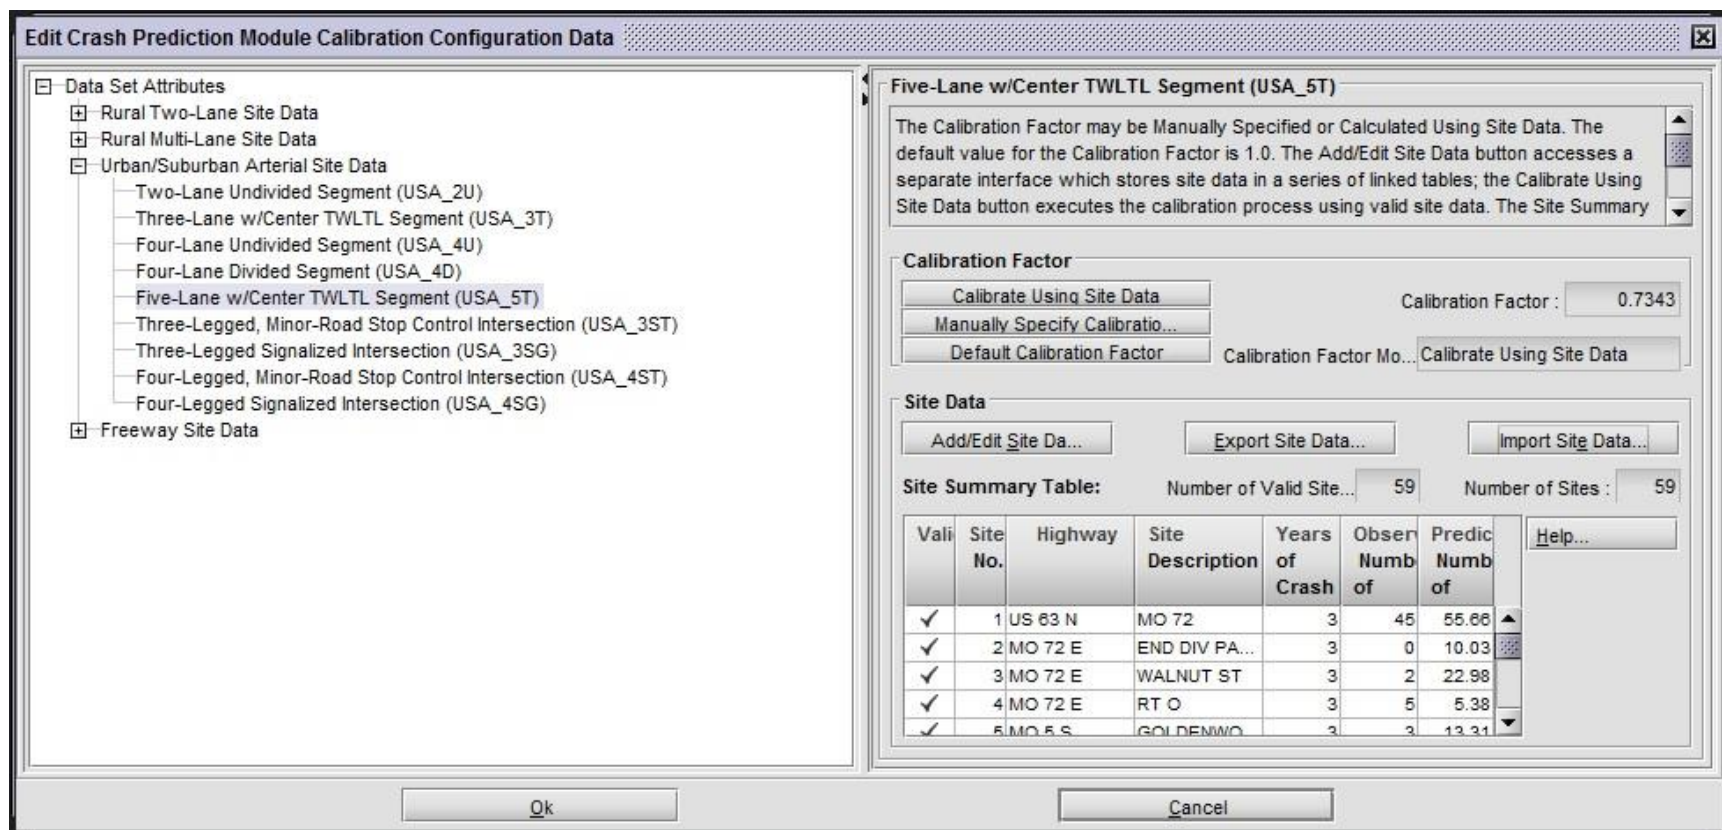 Edit Crash Prediction Module Calibration Configuration Data
Data Set Attributes
Rural Two-Lane Site Data
Rural Multi-Lane Site Data
Urban/Suburban Arterial Site Data
Two-Lane Undivided Segment (USA_2U)
Three-Lane w/Center TWLTL Segment (USA_3T)
Four-Lane Undivided Segment (USA_4U)
Four-Lane Divided Segment (USA_4D)
Five-Lane w/Center TWLTL Segment (USA_5T)
Three-Legged, Minor-Road Stop Control Intersection (USA_3ST)
Three-Legged Signalized Intersection (USA_3SG)
Four-Legged, Minor-Road Stop Control Intersection (USA_4ST)
Four-Legged Signalized Intersection (USA_4SG)
Freeway Site Data
Five-Lane w/Center TWLTL Segment (USA_5T)
The Calibration Factor may be Manually Specified or Calculated Using Site Data. The
default value for the Calibration Factor is 1.0. The Add/Edit Site Data button accesses a
separate interface which stores site data in a series of linked tables; the Calibrate Using
Site Data button executes the calibration process using valid site data. The Site Summary
Calibration Factor
Calibrate Using Site Data
Manually Specify Calibratio...
Default Calibration Factor
Calibration Factor : 0.7343
Calibration Factor Mo... Calibrate Using Site Data
Site Data
Add/Edit Site Da... Export Site Data... Import Site Data...
Site Summary Table: Number of Valid Site... 59 Number of Sites : 59
Vali Site Highway Site Years Obser Predic
No. Description of Numb Numb
Crash of of
Help...
1 US 63 N MO 72 3 45 55.66
2 MO 72 E END DIV PA... 3 0 10.03
3 MO 72 E WALNUT ST 3 2 22.98
4 MO 72 E RT O 3 5 5.38
5 MO 5 S GOLDENWO 3 3 13.31
Ok Cancel